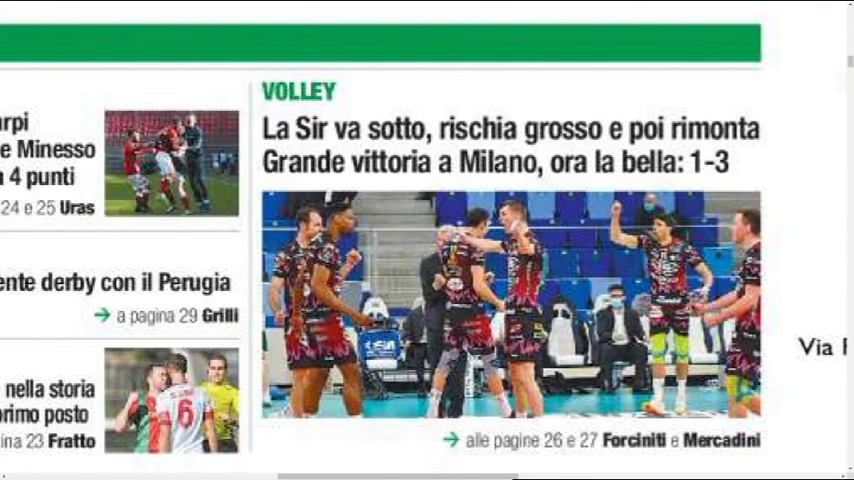 VOLLEY
La Sir va sotto, rischia grosso e poi rimonta
Grande vittoria a Milano, ora la bella: 1-3
→ alle pagine 26 e 27 Forciniti e Mercadini
arpi
e Minesso
a 4 punti
24 e 25 Uras
ente derby con il Perugia
→ a pagina 29 Grilli
nella storia
primo posto
ina 23 Fratto
6
Via F